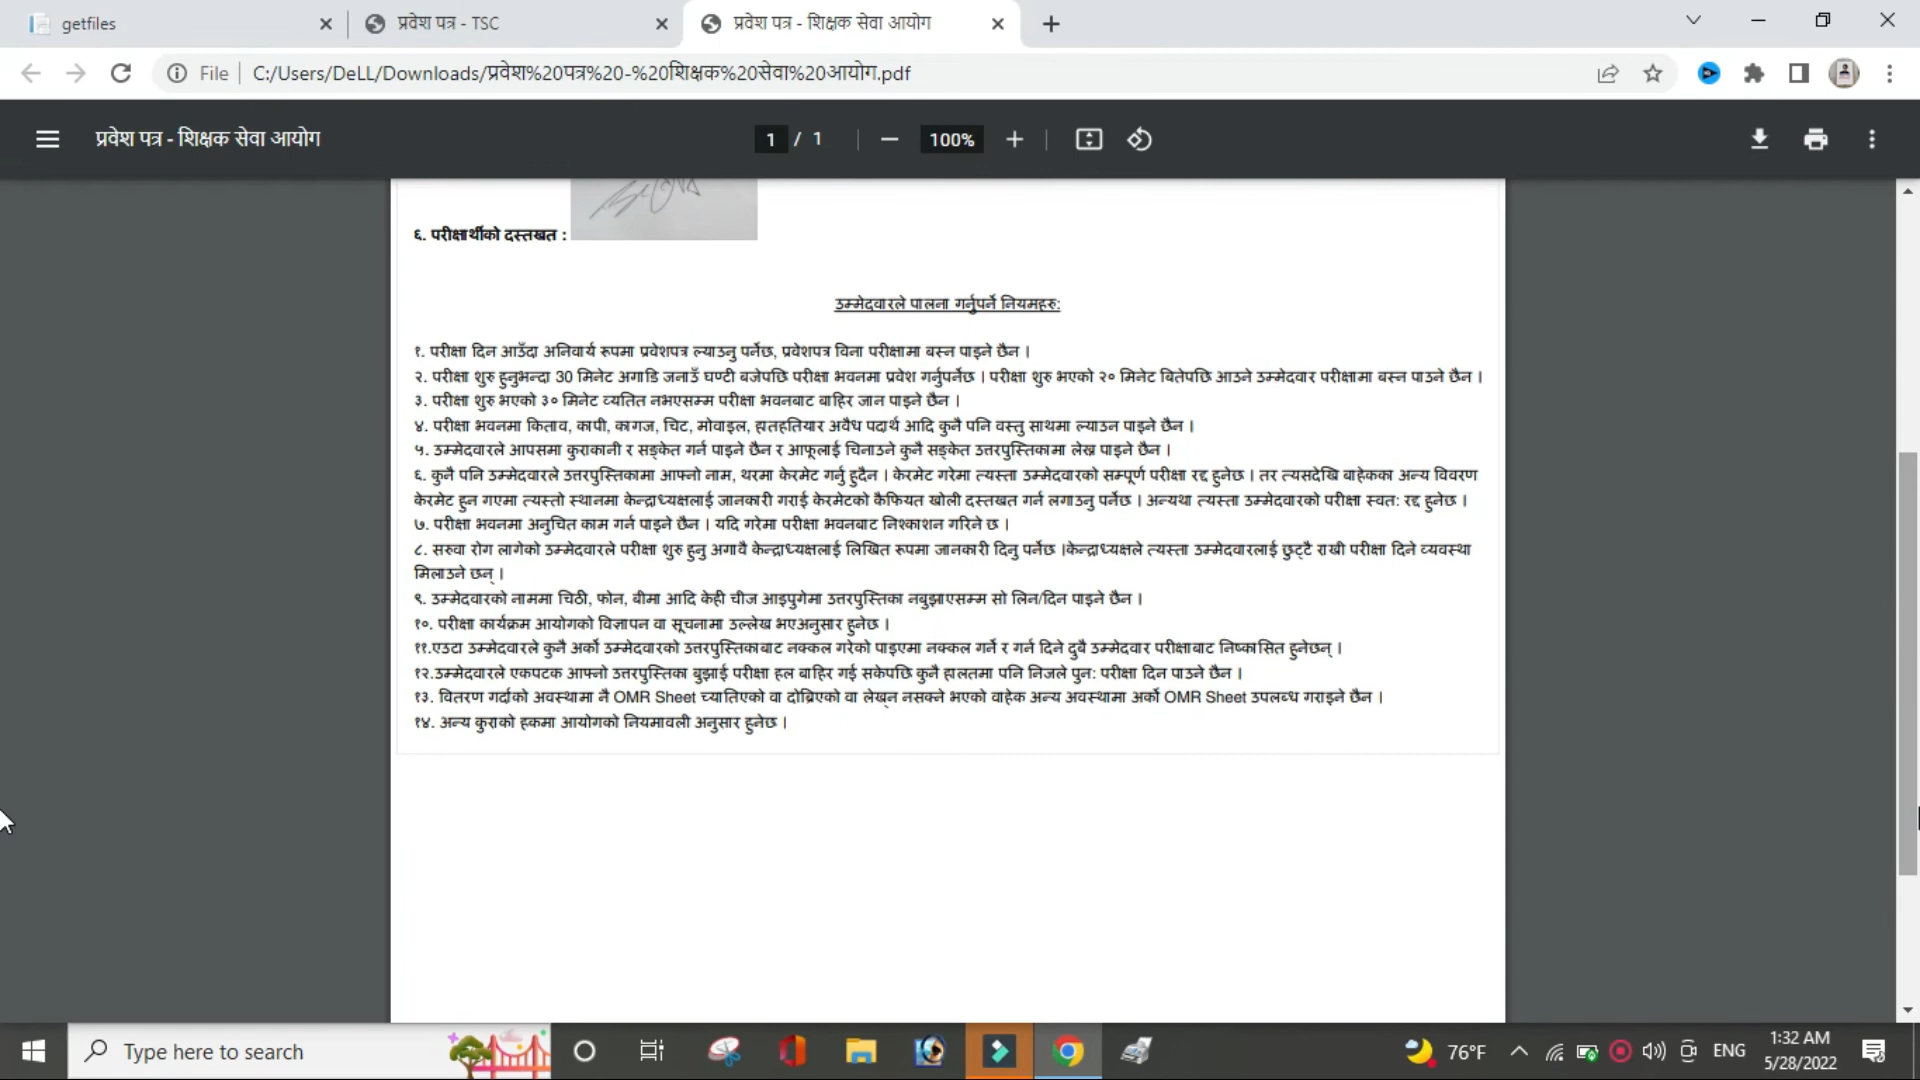 getfiles
प्रवेश पत्र - TSC
प्रवेश पत्र - शिक्षक सेवा आयोग
File
C:/Users/DeLL/Downloads/प्रवेश%20पत्र%20-%20शिक्षक%20सेवा%20आयोग.pdf
प्रवेश पत्र - शिक्षक सेवा आयोग
1 / 1
100%
६. परीक्षार्थीको दस्तखत :
उम्मेदवारले पालना गर्नुपर्ने नियमहरु:
१. परीक्षा दिन आउँदा अनिवार्य रूपमा प्रवेशपत्र ल्याउनु पर्नेछ, प्रवेशपत्र विना परीक्षामा बस्न पाइने छैन ।
२. परीक्षा शुरु हुनुभन्दा 30 मिनेट अगाडि जनाउँ घण्टी बजेपछि परीक्षा भवनमा प्रवेश गर्नुपर्नेछ । परीक्षा शुरु भएको २० मिनेट बितेपछि आउने उम्मेदवार परीक्षामा बस्न पाउने छैन ।
३. परीक्षा शुरु भएको ३० मिनेट व्यतित नभएसम्म परीक्षा भवनबाट बाहिर जान पाइने छैन ।
४. परीक्षा भवनमा किताव, कापी, कागज, चिट, मोवाइल, हातहतियार अवैध पदार्थ आदि कुनै पनि वस्तु साथमा ल्याउन पाइने छैन ।
५. उम्मेदवारले आपसमा कुराकानी र सङ्केत गर्न पाइने छैन र आफूलाई चिनाउने कुनै सङ्केत उत्तरपुस्तिकामा लेख्न पाइने छैन ।
६. कुनै पनि उम्मेदवारले उत्तरपुस्तिकामा आफ्नो नाम, थरमा केरमेट गर्नु हुदैन । केरमेट गरेमा त्यस्ता उम्मेदवारको सम्पूर्ण परीक्षा रद्द हुनेछ । तर त्यसदेखि बाहेकका अन्य विवरण
केरमेट हुन गएमा त्यस्तो स्थानमा केन्द्राध्यक्षलाई जानकारी गराई केरमेटको कैफियत खोली दस्तखत गर्न लगाउनु पर्नेछ । अन्यथा त्यस्ता उम्मेदवारको परीक्षा स्वत: रद्द हुनेछ ।
७. परीक्षा भवनमा अनुचित काम गर्न पाइने छैन । यदि गरेमा परीक्षा भवनबाट निश्काशन गरिने छ ।
८. सरुवा रोग लागेको उम्मेदवारले परीक्षा शुरु हुनु अगावै केन्द्राध्यक्षलाई लिखित रूपमा जानकारी दिनु पर्नेछ ।केन्द्राध्यक्षले त्यस्ता उम्मेदवारलाई छुट्टै राखी परीक्षा दिने व्यवस्था
मिलाउने छन् ।
९. उम्मेदवारको नाममा चिठी, फोन, बीमा आदि केही चीज आइपुगेमा उत्तरपुस्तिका नबुझाएसम्म सो लिन/दिन पाइने छैन ।
१०. परीक्षा कार्यक्रम आयोगको विज्ञापन वा सूचनामा उल्लेख भएअनुसार हुनेछ ।
११.एउटा उम्मेदवारले कुनै अर्को उम्मेदवारको उत्तरपुस्तिकाबाट नक्कल गरेको पाइएमा नक्कल गर्ने र गर्न दिने दुबै उम्मेदवार परीक्षाबाट निष्कासित हुनेछन् ।
१२.उम्मेदवारले एकपटक आफ्नो उत्तरपुस्तिका बुझाई परीक्षा हल बाहिर गई सकेपछि कुनै हालतमा पनि निजले पुन: परीक्षा दिन पाउने छैन ।
१३. वितरण गर्दाको अवस्थामा नै OMR Sheet च्यातिएको वा दोब्रिएको वा लेख्न नसक्ने भएको वाहेक अन्य अवस्थामा अर्को OMR Sheet उपलब्ध गराइने छैन ।
१४. अन्य कुराको हकमा आयोगको नियमावली अनुसार हुनेछ ।
Type here to search
76°F
ENG
1:32 AM
5/28/2022